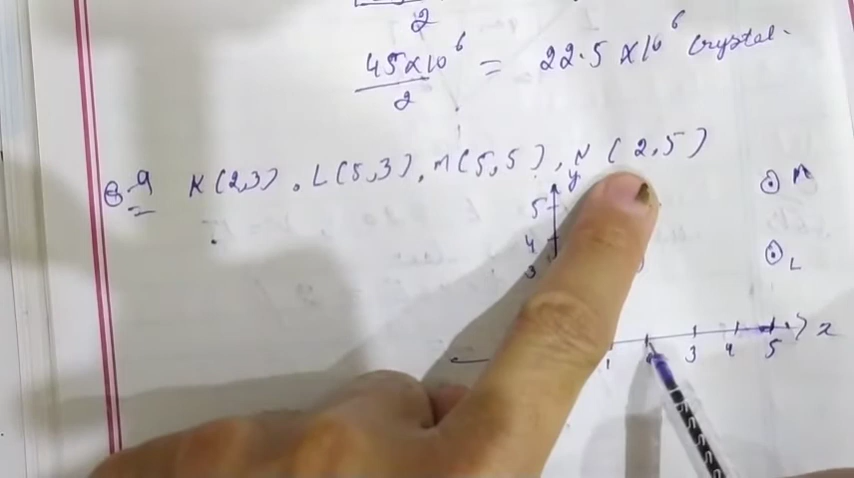 2
45×10⁶ = 22.5 ×10⁶ Crystal.
2
Q-9 K(2,3), L(5,3), M(5,5), N(2,5)
y
5 M
4
3 L
x
1 3 4 5